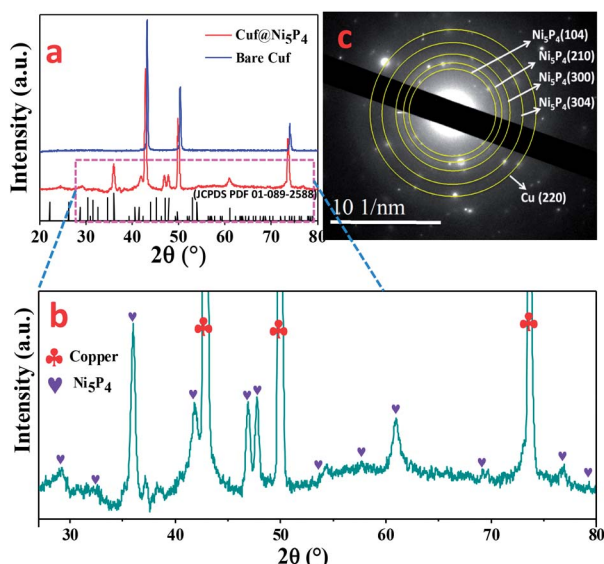 a
Cuf@Ni₅P₄
Bare Cuf
Intensity (a.u.)
(JCPDS PDF 01-089-2588)
20 30 40 50 60 70 80
2θ (°)
c
Ni₅P₄(104)
Ni₅P₄(210)
Ni₅P₄(300)
Ni₅P₄(304)
Cu (220)
10 1/nm
b
Copper
Ni₅P₄
Intensity (a.u.)
30 40 50 60 70 80
2θ (°)